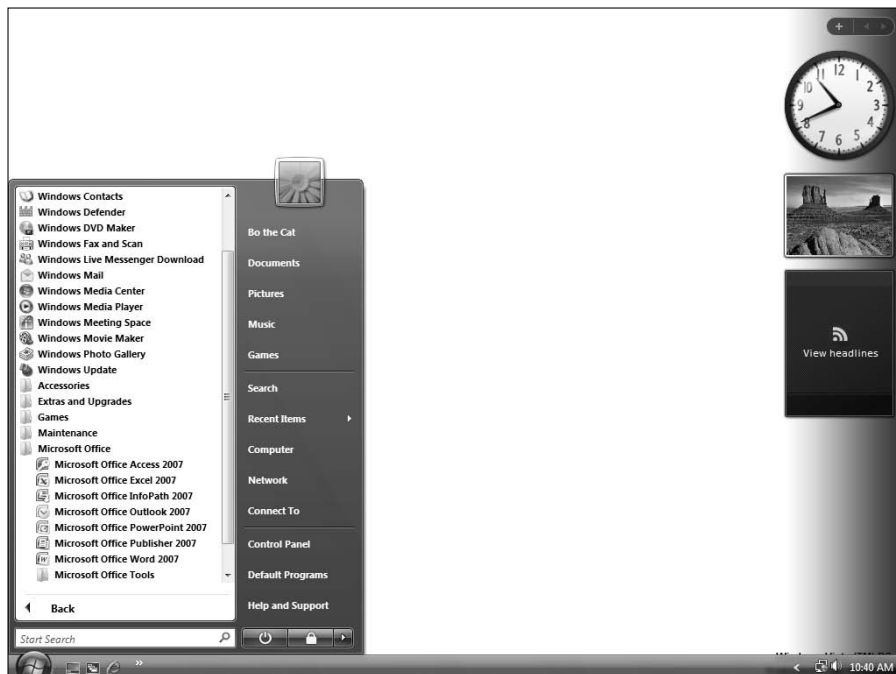 12
1
2
3
4
5
6
7
8
9
10
11
Windows Contacts
Windows Defender
Windows DVD Maker
Windows Fax and Scan
Windows Live Messenger Download
Windows Mail
Windows Media Center
Windows Media Player
Windows Meeting Space
Windows Movie Maker
Windows Photo Gallery
Windows Update
Accessories
Extras and Upgrades
Games
Maintenance
Microsoft Office
Microsoft Office Access 2007
Microsoft Office Excel 2007
Microsoft Office InfoPath 2007
Microsoft Office Outlook 2007
Microsoft Office PowerPoint 2007
Microsoft Office Publisher 2007
Microsoft Office Word 2007
Microsoft Office Tools
Back
Start Search
Bo the Cat
Documents
Pictures
Music
Games
Search
Recent Items
Computer
Network
Connect To
Control Panel
Default Programs
Help and Support
View headlines
10:40 AM